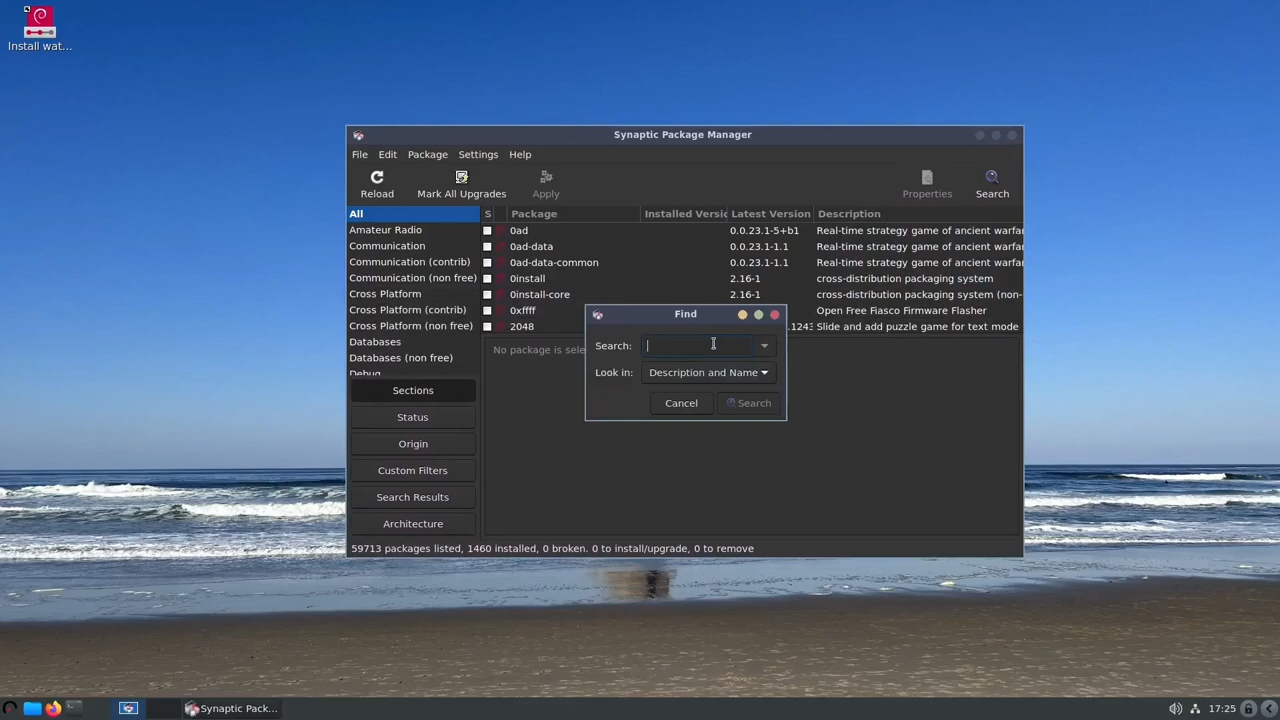 Install wat...
Synaptic Package Manager
File Edit Package Settings Help
Reload Mark All Upgrades Apply Properties Search
All
Amateur Radio
Communication
Communication (contrib)
Communication (non free)
Cross Platform
Cross Platform (contrib)
Cross Platform (non free)
Databases
Databases (non free)
Debug
Sections
Status
Origin
Custom Filters
Search Results
Architecture
S Package Installed Versic Latest Version Description
0ad 0.0.23.1-5+b1 Real-time strategy game of ancient warfar
0ad-data 0.0.23.1-1.1 Real-time strategy game of ancient warfar
0ad-data-common 0.0.23.1-1.1 Real-time strategy game of ancient warfar
0install 2.16-1 cross-distribution packaging system
0install-core 2.16-1 cross-distribution packaging system (non-
0xffff Open Free Fiasco Firmware Flasher
2048 .1243 Slide and add puzzle game for text mode
No package is sele
Find
Search:
Look in: Description and Name
Cancel Search
59713 packages listed, 1460 installed, 0 broken. 0 to install/upgrade, 0 to remove
Synaptic Pack... 17:25